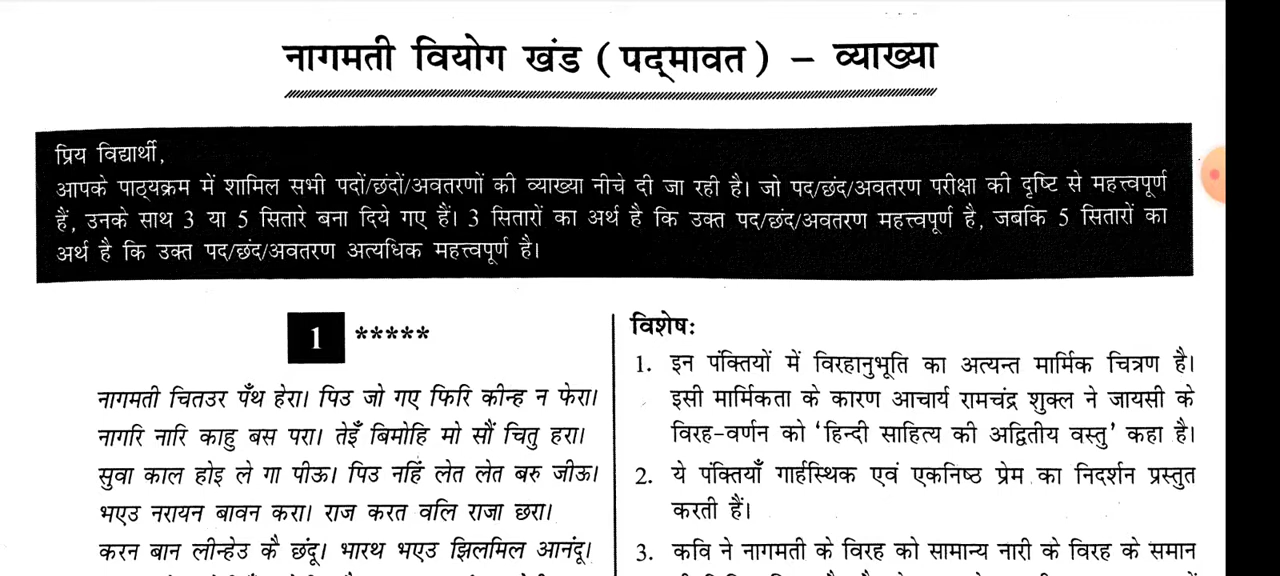 नागमती वियोग खंड ( पद्मावत ) – व्याख्या
प्रिय विद्यार्थी,
आपके पाठ्यक्रम में शामिल सभी पदों/छंदों/अवतरणों की व्याख्या नीचे दी जा रही है। जो पद/छंद/अवतरण परीक्षा की दृष्टि से महत्त्वपूर्ण
हैं, उनके साथ 3 या 5 सितारे बना दिये गए हैं। 3 सितारों का अर्थ है कि उक्त पद/छंद/अवतरण महत्त्वपूर्ण है, जबकि 5 सितारों का
अर्थ है कि उक्त पद/छंद/अवतरण अत्यधिक महत्त्वपूर्ण है।
1 *****
नागमती चितउर पँथ हेरा। पिउ जो गए फिरि कीन्ह न फेरा।
नागरि नारि काहु बस परा। तेइँ बिमोहि मो सौं चितु हरा।
सुवा काल होइ ले गा पीऊ। पिउ नहिं लेत लेत बरु जीऊ।
भएउ नरायन बावन करा। राज करत वलि राजा छरा।
करन बान लीन्हेउ कै छंदू। भारथ भएउ झिलमिल आनंदू।
विशेषः
1. इन पंक्तियों में विरहानुभूति का अत्यन्त मार्मिक चित्रण है।
इसी मार्मिकता के कारण आचार्य रामचंद्र शुक्ल ने जायसी के
विरह-वर्णन को ‘हिन्दी साहित्य की अद्वितीय वस्तु’ कहा है।
2. ये पंक्तियाँ गार्हस्थिक एवं एकनिष्ठ प्रेम का निदर्शन प्रस्तुत
करती हैं।
3. कवि ने नागमती के विरह को सामान्य नारी के विरह के समान